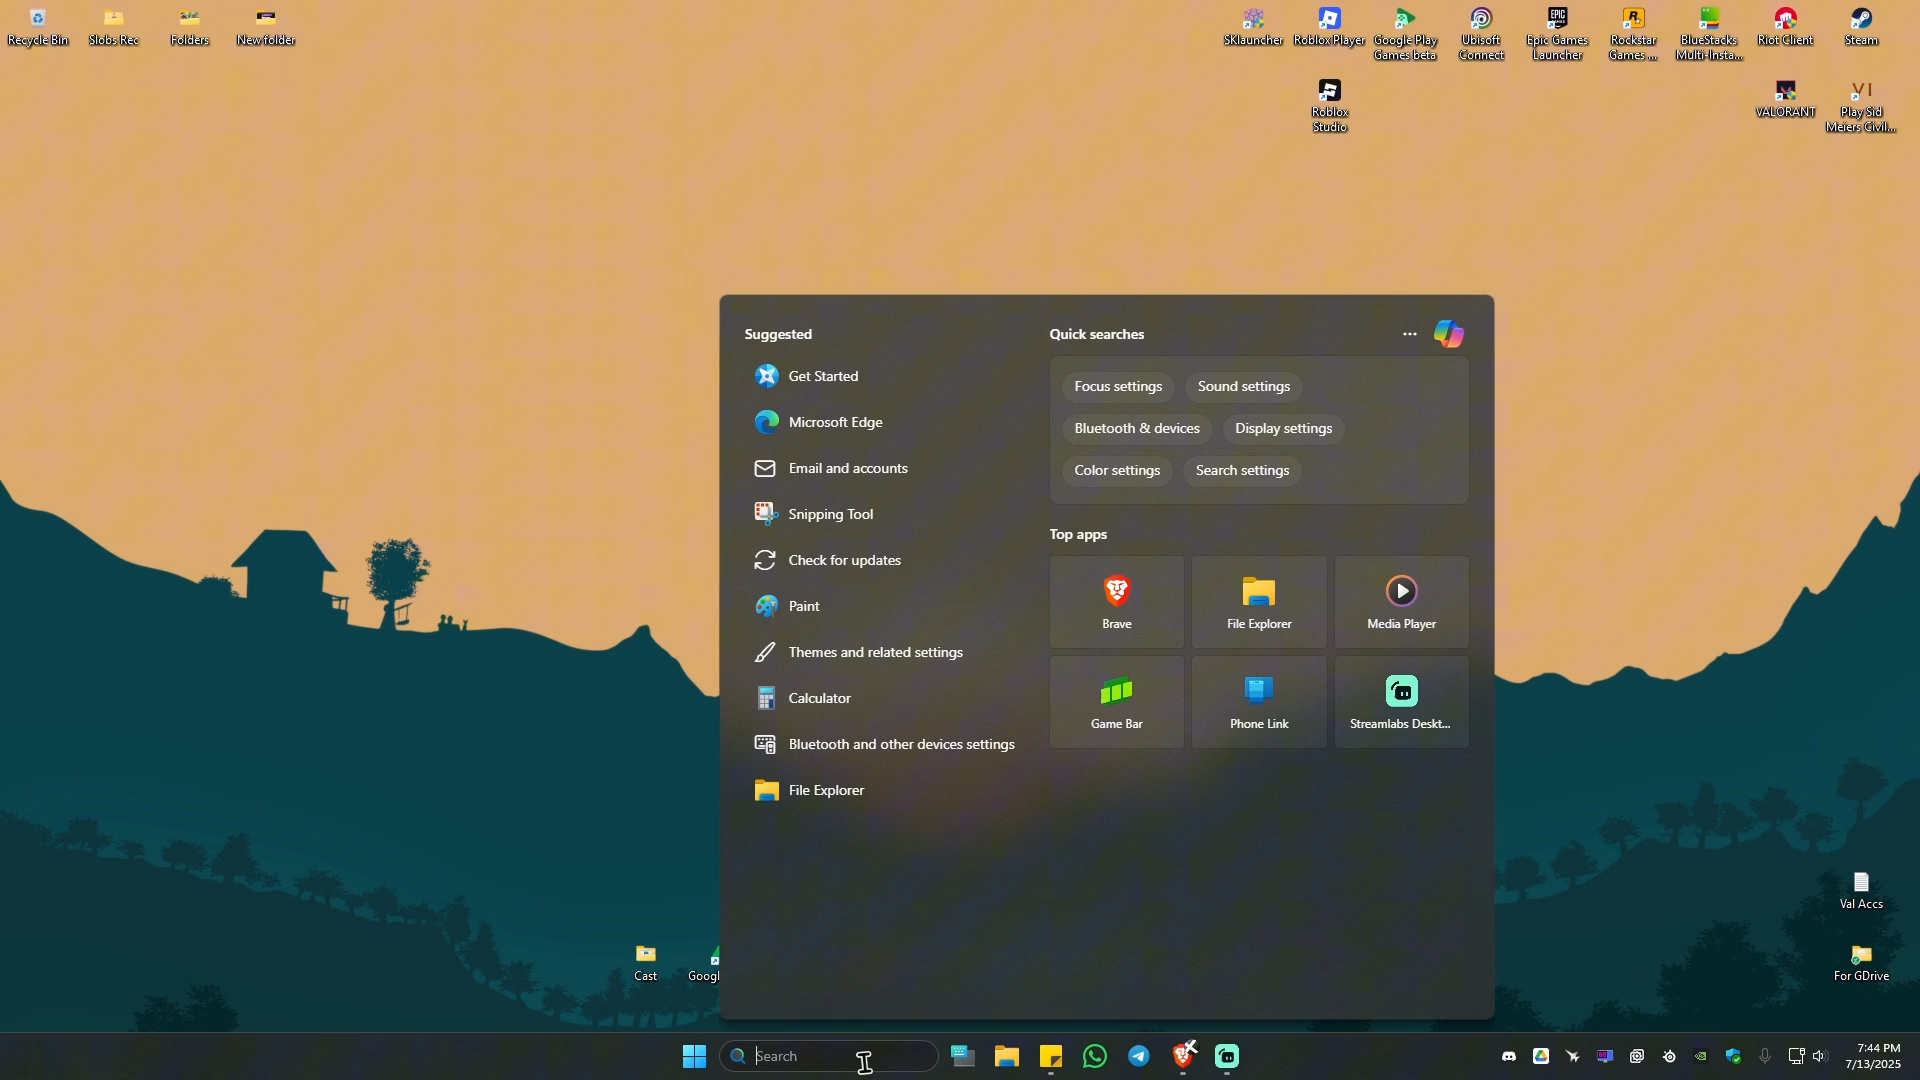 Recycle Bin
Slobs Rec
Folders
New folder
SKlauncher
Roblox Player
Google Play
Games beta
Ubisoft
Connect
Epic Games
Launcher
Rockstar
Games ...
BlueStacks
Multi-Insta...
Riot Client
Steam
Roblox
Studio
VALORANT
VI
Play Sid
Meiers Civil...
Suggested
Get Started
Microsoft Edge
Email and accounts
Snipping Tool
Check for updates
Paint
Themes and related settings
Calculator
Bluetooth and other devices settings
File Explorer
Quick searches
Focus settings
Sound settings
Bluetooth & devices
Display settings
Color settings
Search settings
Top apps
Brave
File Explorer
Media Player
Game Bar
Phone Link
Streamlabs Deskt...
Val Accs
Cast
Googl
For GDrive
Search
7:44 PM
7/13/2025